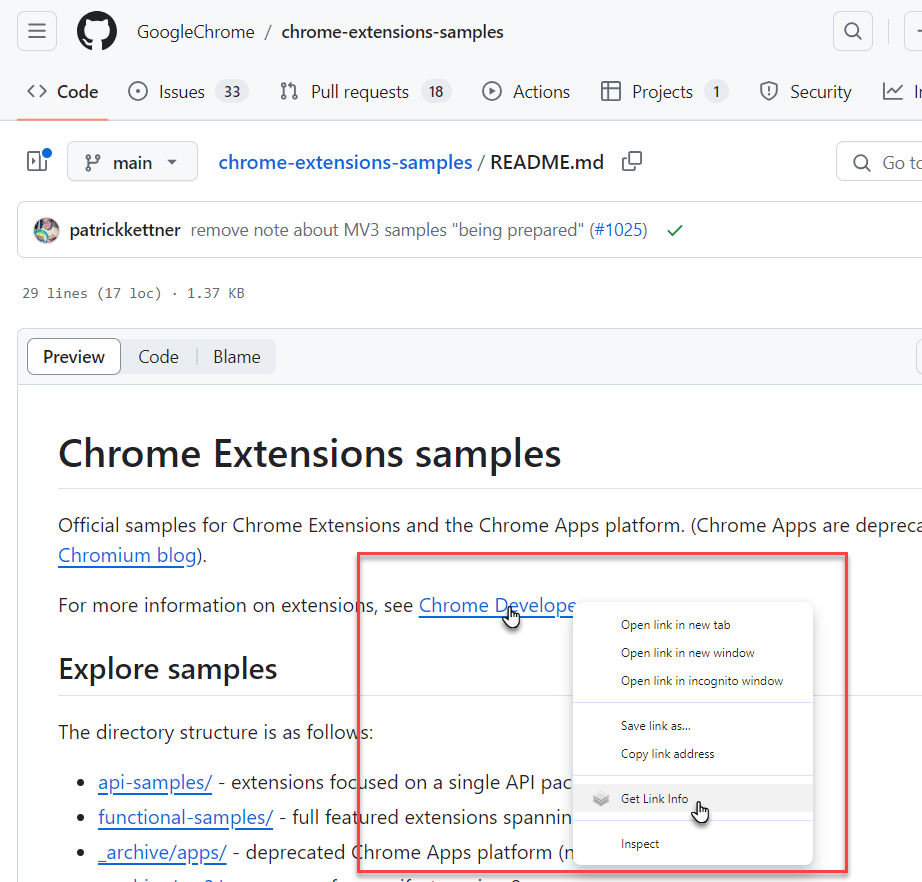 GoogleChrome / chrome-extensions-samples
Code Issues 33 Pull requests 18 Actions Projects 1 Security
main chrome-extensions-samples / README.md Go to
patrickkettner remove note about MV3 samples "being prepared" (#1025)
29 lines (17 loc) · 1.37 KB
Preview Code Blame
Chrome Extensions samples
Official samples for Chrome Extensions and the Chrome Apps platform. (Chrome Apps are depreca
Chromium blog).
For more information on extensions, see Chrome Develope
Open link in new tab
Open link in new window
Open link in incognito window
Save link as...
Copy link address
Get Link Info
Inspect
Explore samples
The directory structure is as follows:
api-samples/ - extensions focused on a single API pac
functional-samples/ - full featured extensions spannin
_archive/apps/ - deprecated Chrome Apps platform (n